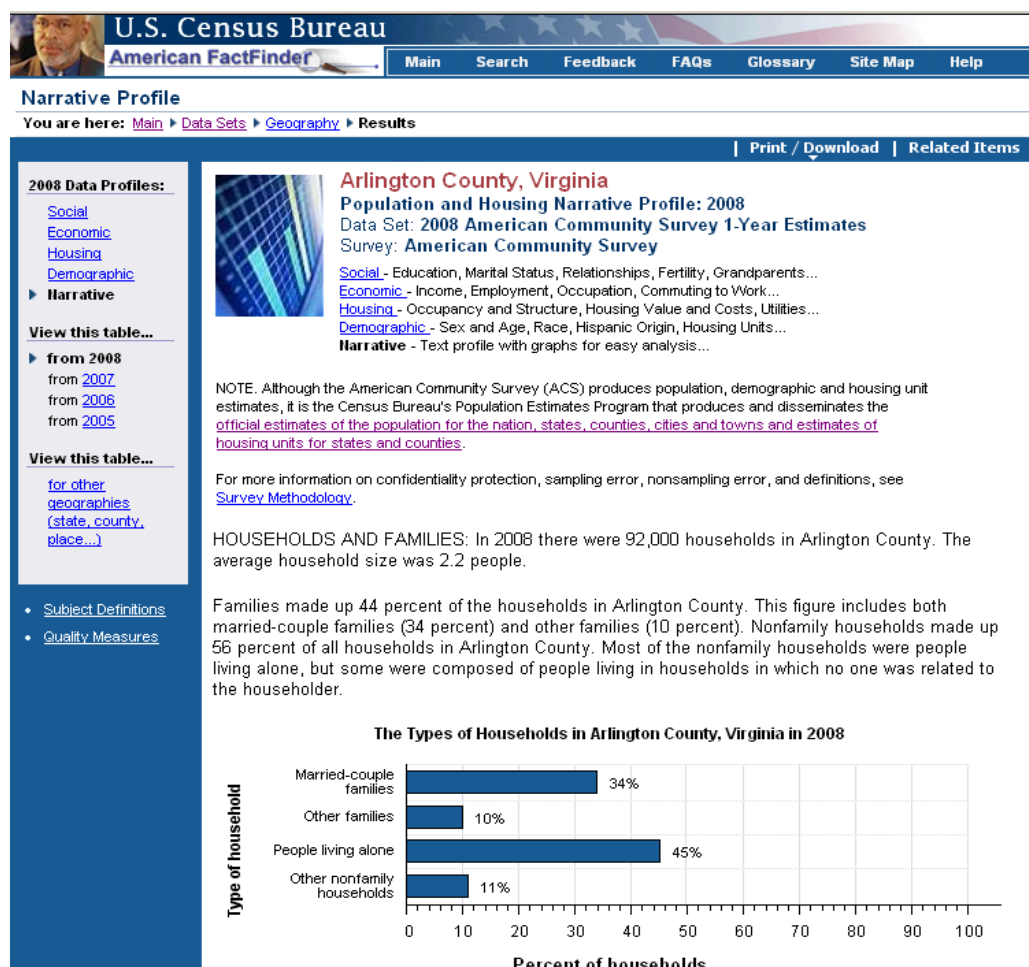 U.S. Census Bureau
American FactFinder
Main Search Feedback FAQs Glossary Site Map Help
Narrative Profile
You are here: Main Data Sets Geography Results
| Print / Download | Related Items
2008 Data Profiles:
Social
Economic
Housing
Demographic
Narrative
View this table...
from 2008
from 2007
from 2006
from 2005
View this table...
for other
geographies
(state, county,
place...)
• Subject Definitions
• Quality Measures
Arlington County, Virginia
Population and Housing Narrative Profile: 2008
Data Set: 2008 American Community Survey 1-Year Estimates
Survey: American Community Survey
Social - Education, Marital Status, Relationships, Fertility, Grandparents...
Economic - Income, Employment, Occupation, Commuting to Work...
Housing - Occupancy and Structure, Housing Value and Costs, Utilities...
Demographic - Sex and Age, Race, Hispanic Origin, Housing Units...
Narrative - Text profile with graphs for easy analysis...
NOTE. Although the American Community Survey (ACS) produces population, demographic and housing unit
estimates, it is the Census Bureau's Population Estimates Program that produces and disseminates the
official estimates of the population for the nation, states, counties, cities and towns and estimates of
housing units for states and counties.
For more information on confidentiality protection, sampling error, nonsampling error, and definitions, see
Survey Methodology.
HOUSEHOLDS AND FAMILIES: In 2008 there were 92,000 households in Arlington County. The
average household size was 2.2 people.
Families made up 44 percent of the households in Arlington County. This figure includes both
married-couple families (34 percent) and other families (10 percent). Nonfamily households made up
56 percent of all households in Arlington County. Most of the nonfamily households were people
living alone, but some were composed of people living in households in which no one was related to
the householder.
The Types of Households in Arlington County, Virginia in 2008
Type of household
Married-couple
families
34%
Other families
10%
People living alone
45%
Other nonfamily
households
11%
0 10 20 30 40 50 60 70 80 90 100
Percent of households